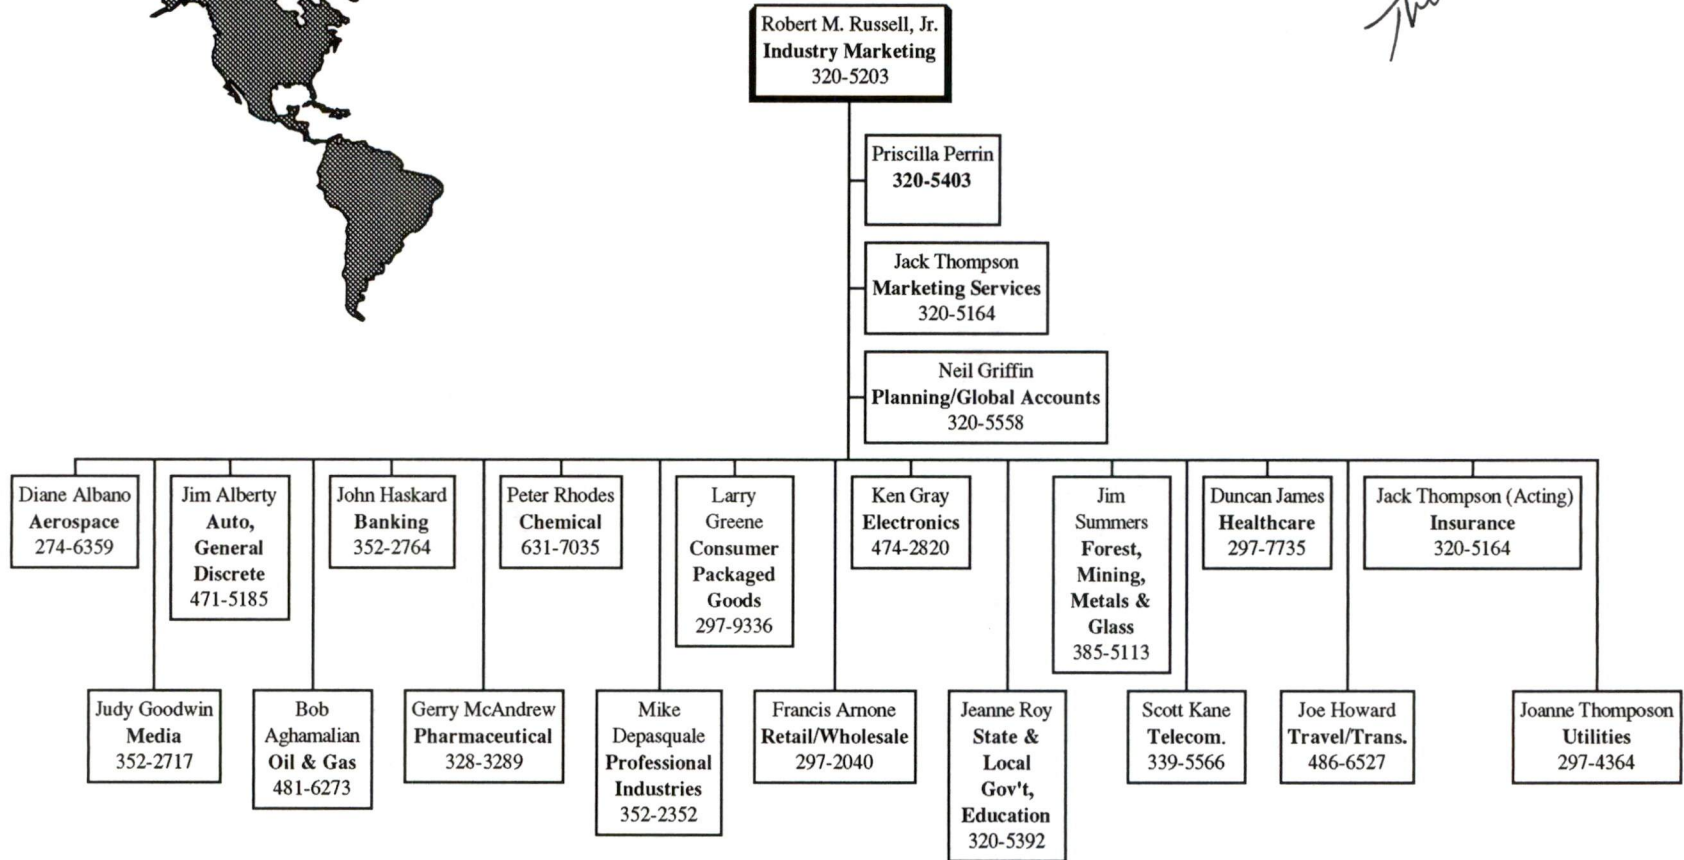 Robert M. Russell, Jr.
Industry Marketing
320-5203
Priscilla Perrin
320-5403
Jack Thompson
Marketing Services
320-5164
Neil Griffin
Planning/Global Accounts
320-5558
Diane Albano
Aerospace
274-6359
Jim Alberty
Auto,
General
Discrete
471-5185
John Haskard
Banking
352-2764
Peter Rhodes
Chemical
631-7035
Larry
Greene
Consumer
Packaged
Goods
297-9336
Ken Gray
Electronics
474-2820
Jim
Summers
Forest,
Mining,
Metals &
Glass
385-5113
Duncan James
Healthcare
297-7735
Jack Thompson (Acting)
Insurance
320-5164
Judy Goodwin
Media
352-2717
Bob
Aghamalian
Oil & Gas
481-6273
Gerry McAndrew
Pharmaceutical
328-3289
Mike
Depasquale
Professional
Industries
352-2352
Francis Arnone
Retail/Wholesale
297-2040
Jeanne Roy
State &
Local
Gov't,
Education
320-5392
Scott Kane
Telecom.
339-5566
Joe Howard
Travel/Trans.
486-6527
Joanne Thomposon
Utilities
297-4364